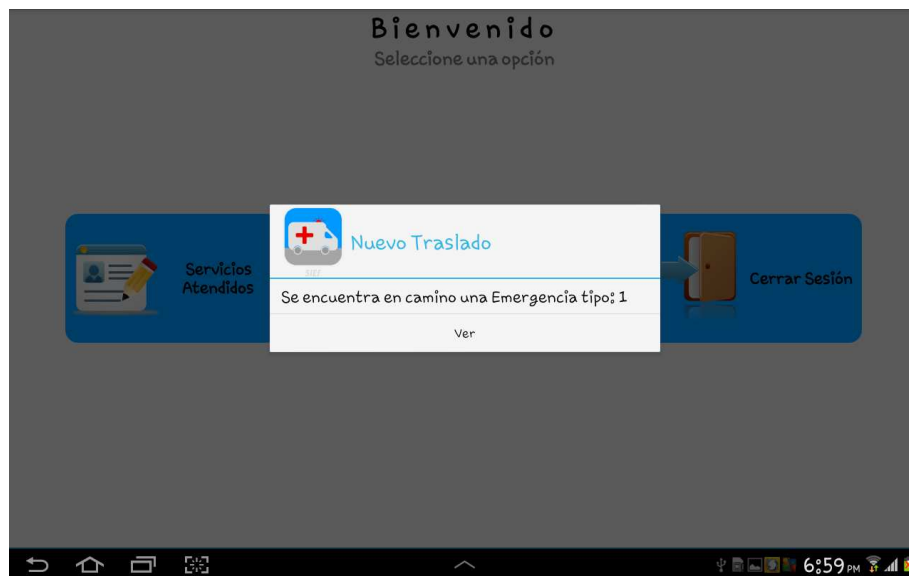 Bienvenido
Seleccione una opción
Nuevo Traslado
Servicios
Atendidos
Cerrar Sesión
Se encuentra en camino una Emergencia tipo: 1
Ver
6:59 PM